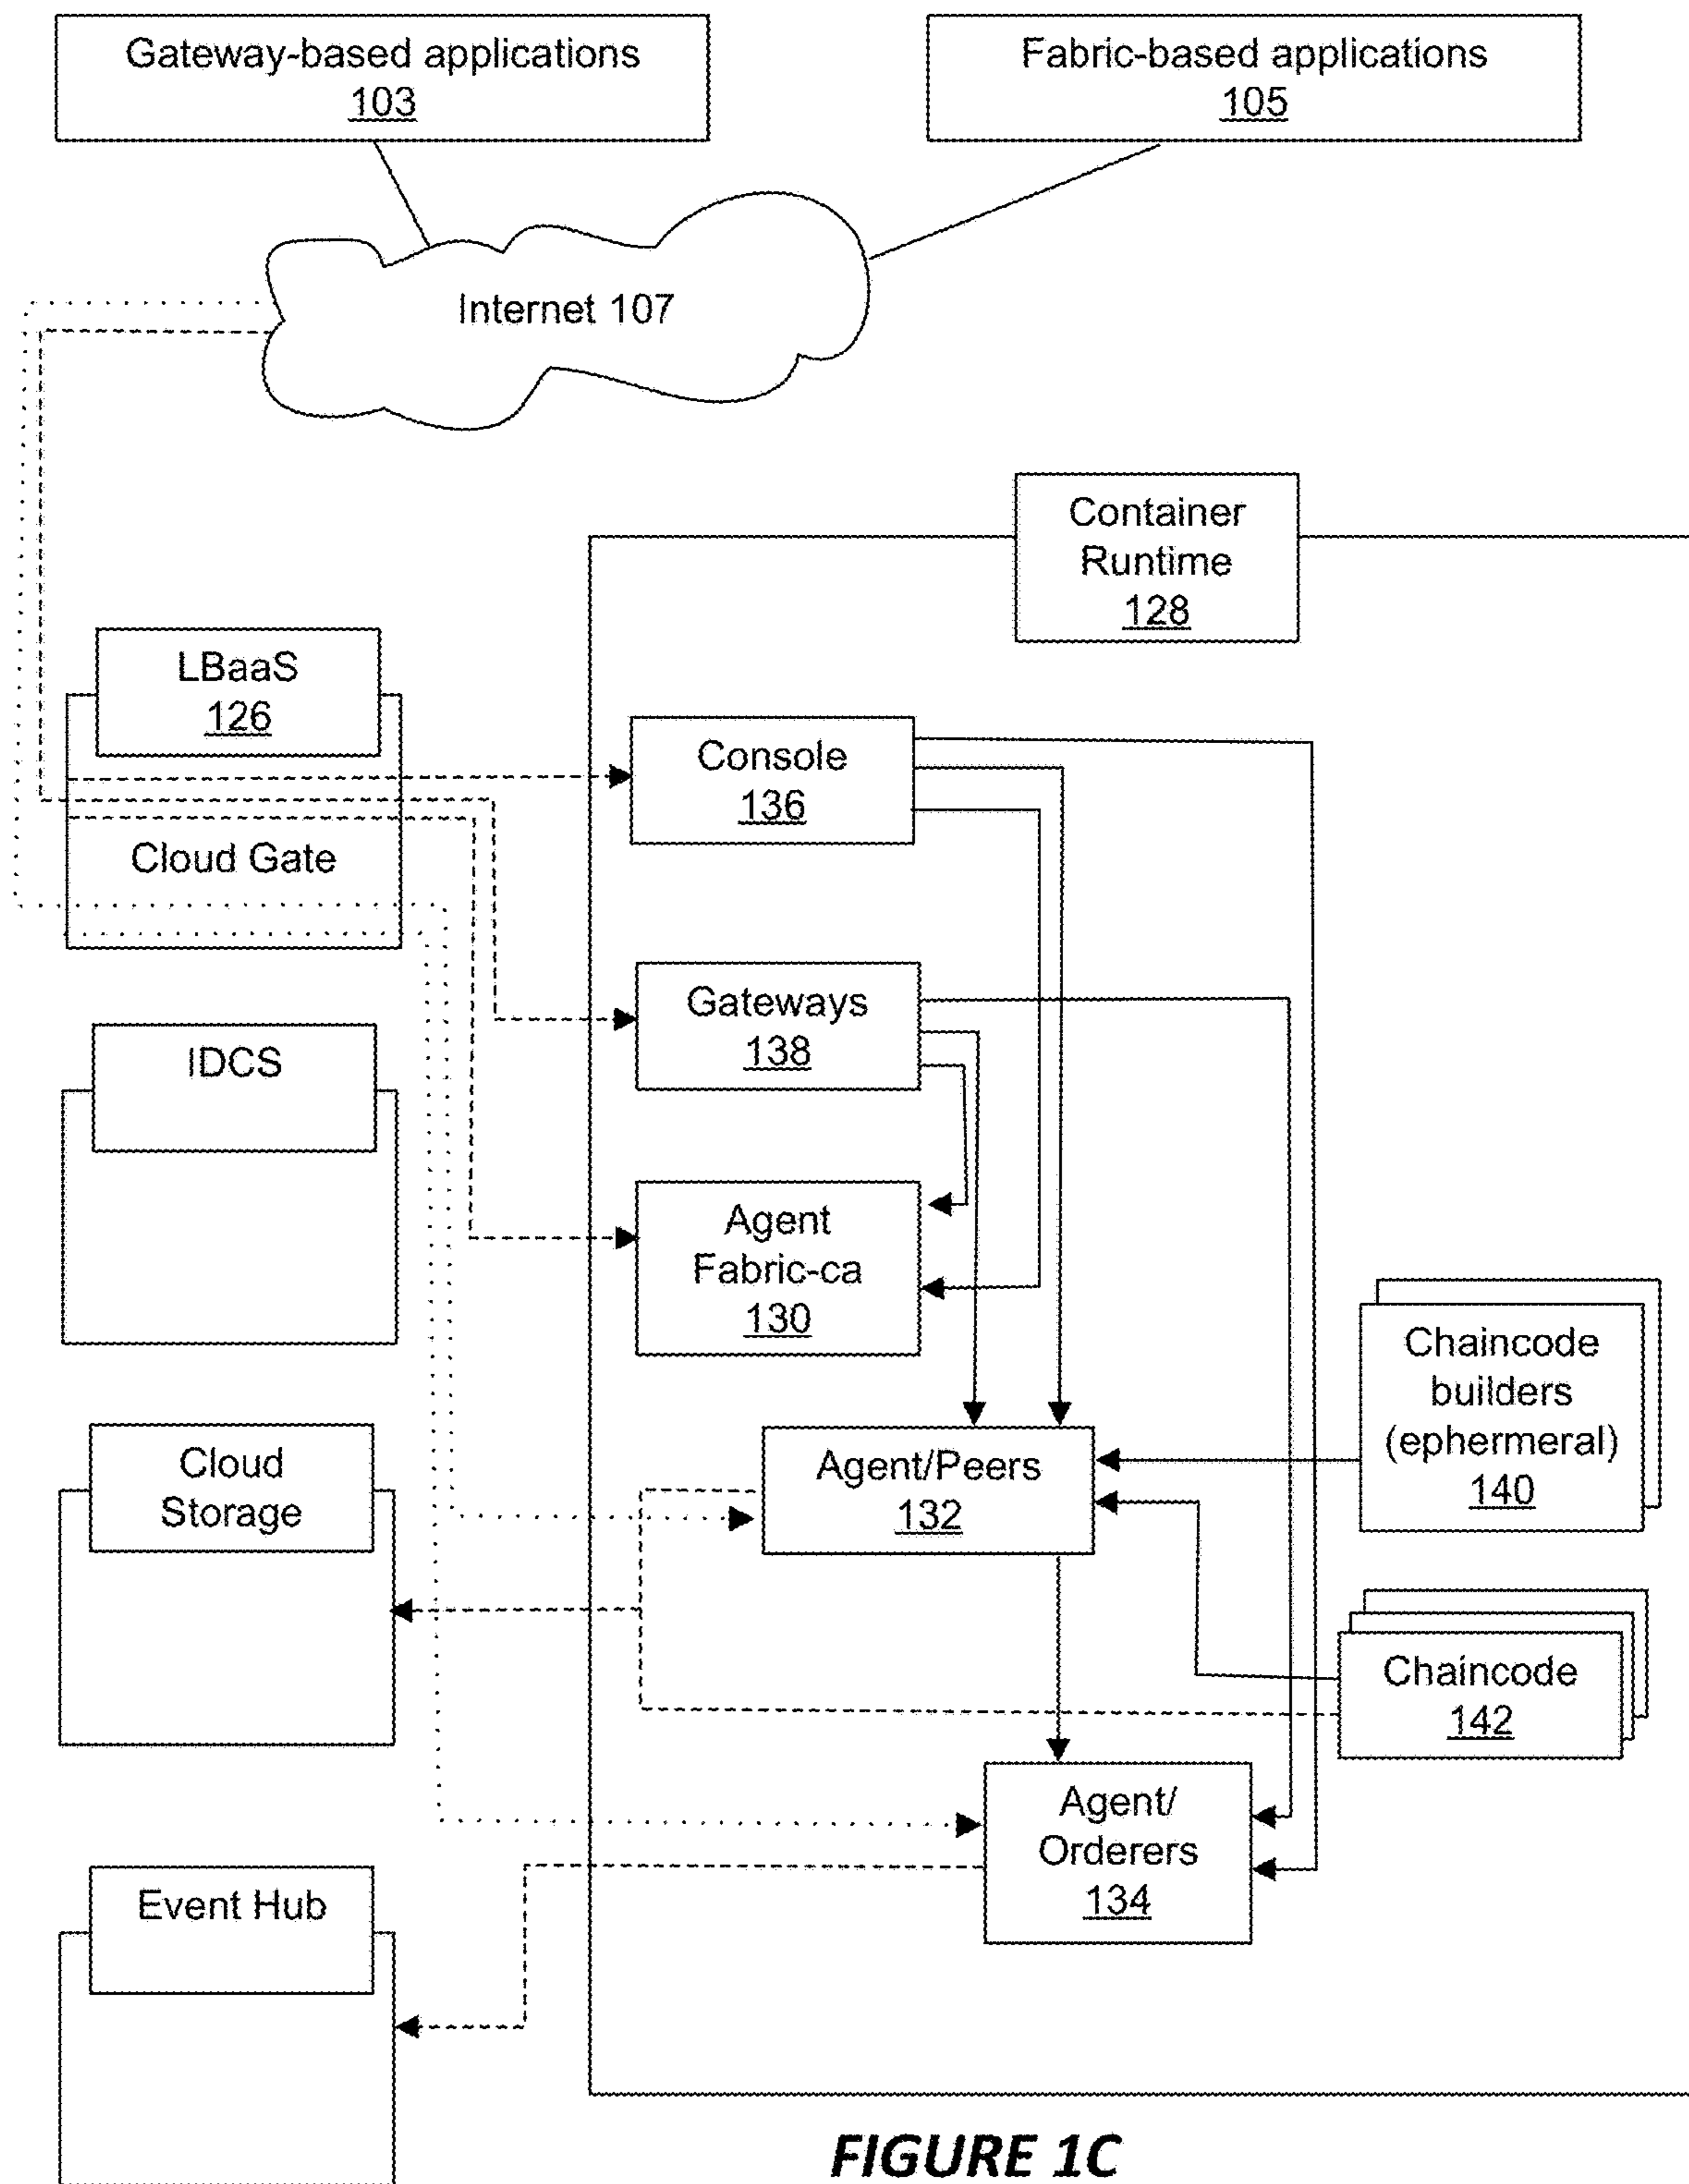 Gateway-based applications
103
Fabric-based applications
105
Internet 107
Container
Runtime
128
LBaaS
126
Console
136
Cloud Gate
Gateways
138
IDCS
Agent
Fabric-ca
130
Chaincode
builders
(ephermeral)
140
Cloud
Storage
Agent/Peers
132
Chaincode
142
Agent/
Orderers
134
Event Hub
FIGURE 1C